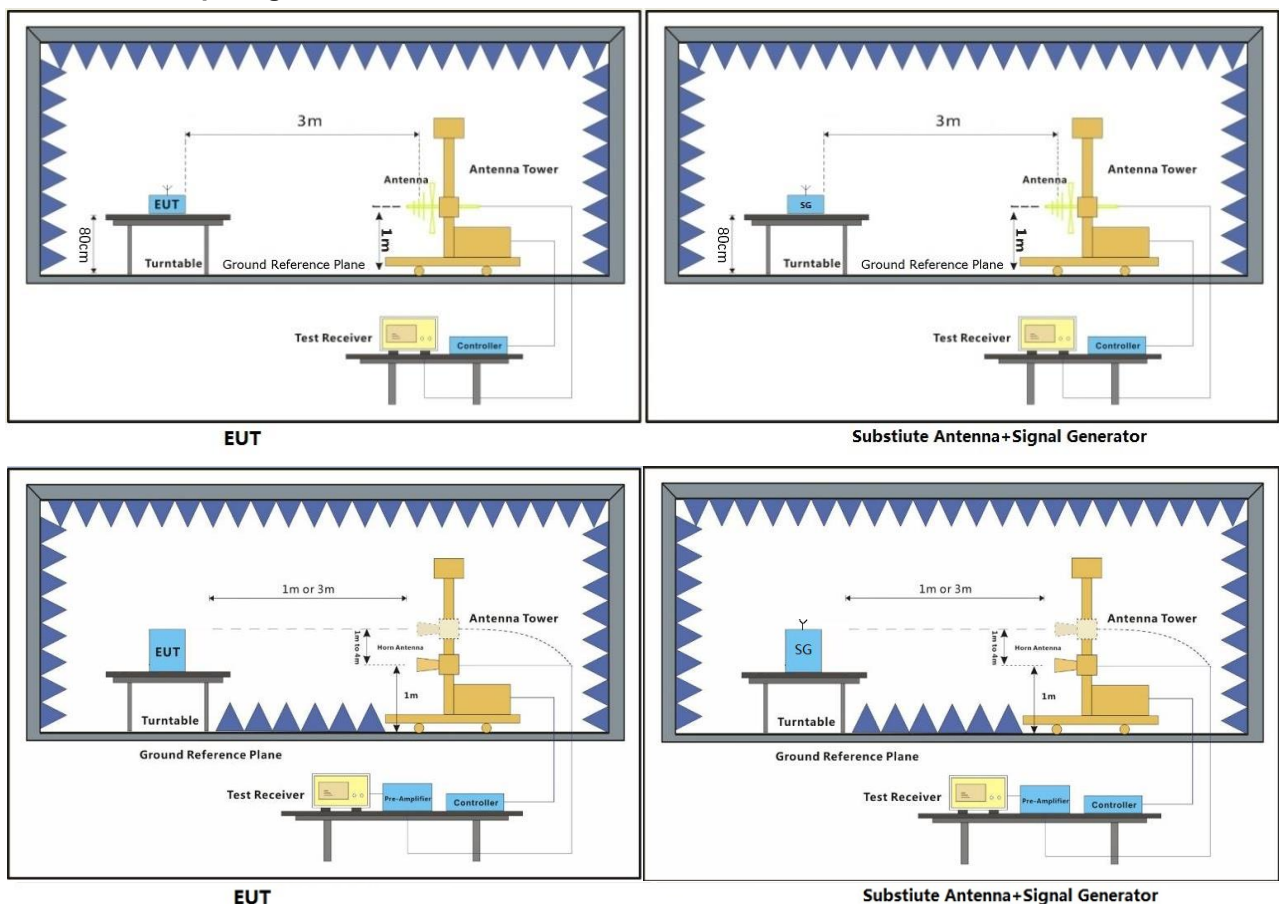 3m
Antenna Tower
Antenna
EUT
1m
80cm
Turntable
Ground Reference Plane
Test Receiver
Controller
EUT
3m
Antenna Tower
Antenna
SG
1m
80cm
Turntable
Ground Reference Plane
Test Receiver
Controller
Substiute Antenna+Signal Generator
1m or 3m
Antenna Tower
1m to 4m
Horn Antenna
EUT
1m
Turntable
Ground Reference Plane
Test Receiver
Pre-Amplifier
Controller
EUT
1m or 3m
Antenna Tower
1m to 4m
Horn Antenna
SG
1m
Turntable
Ground Reference Plane
Test Receiver
Pre-Amplifier
Controller
Substiute Antenna+Signal Generator